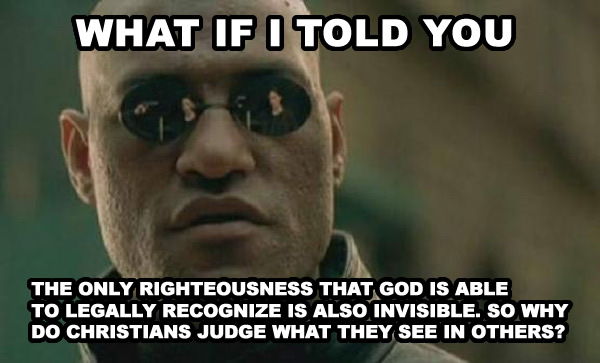 WHAT IF I TOLD YOU
THE ONLY RIGHTEOUSNESS THAT GOD IS ABLE
TO LEGALLY RECOGNIZE IS ALSO INVISIBLE. SO WHY
DO CHRISTIANS JUDGE WHAT THEY SEE IN OTHERS?